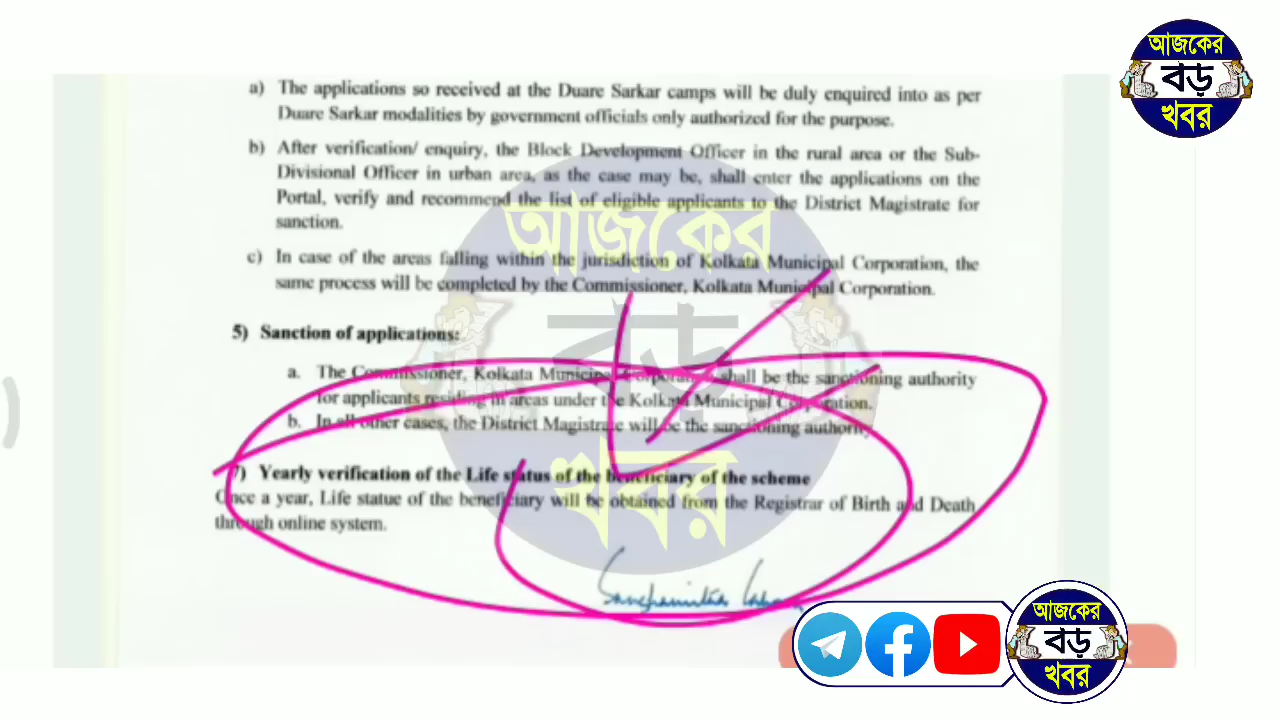 আজকের
বড়
খবর
a) The applications so received at the Duare Sarkar camps will be duly enquired into as per
Duare Sarkar modalities by government officials only authorized for the purpose.
b) After verification/ enquiry, the Block Development Officer in the rural area or the Sub-
Divisional Officer in urban area, as the case may be, shall enter the applications on the
Portal, verify and recommend the list of eligible applicants to the District Magistrate for
sanction.
c) In case of the areas falling within the jurisdiction of Kolkata Municipal Corporation, the
same process will be completed by the Commissioner, Kolkata Municipal Corporation.
5) Sanction of applications:
a. The Commissioner, Kolkata Municipal Corporation shall be the sanctioning authority
for applicants residing in areas under the Kolkata Municipal Corporation.
b. In all other cases, the District Magistrate will be the sanctioning authority
7) Yearly verification of the Life status of the beneficiary of the scheme
Once a year, Life statue of the beneficiary will be obtained from the Registrar of Birth and Death
through online system.
আজকের
বড়
খবর
আজকের
বড়
খবর